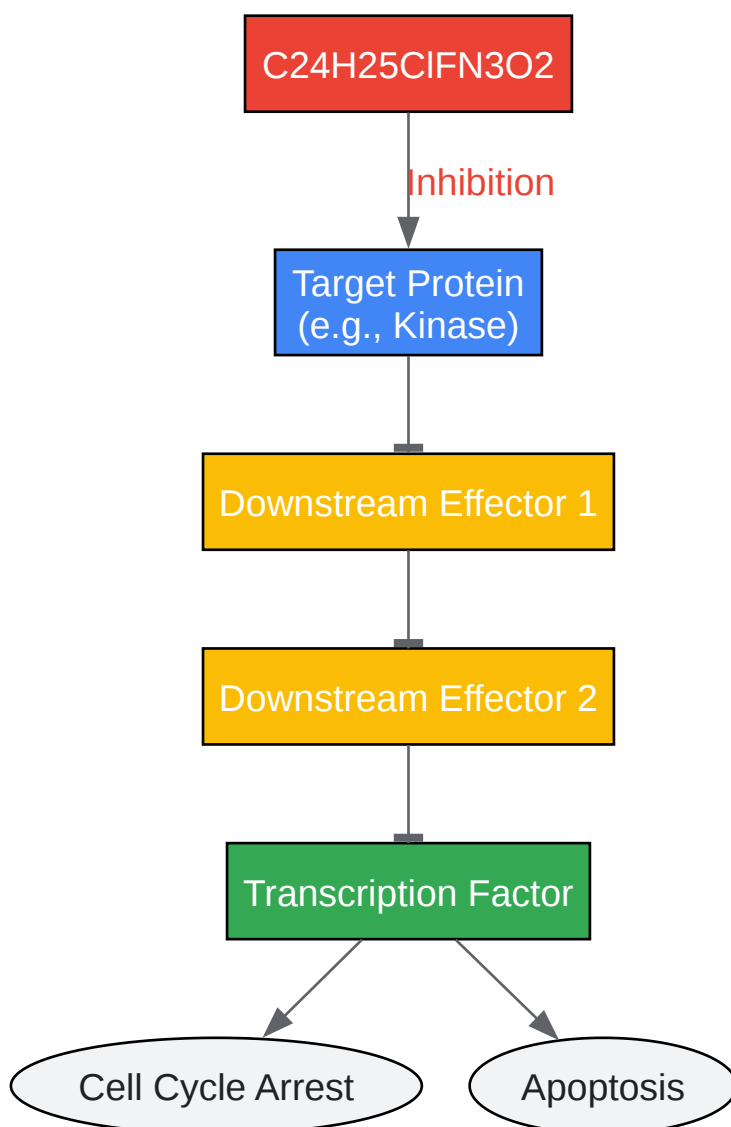 C24H25ClFN3O2
Inhibition
Target Protein
(e.g., Kinase)
Downstream Effector 1
Downstream Effector 2
Transcription Factor
Cell Cycle Arrest
Apoptosis